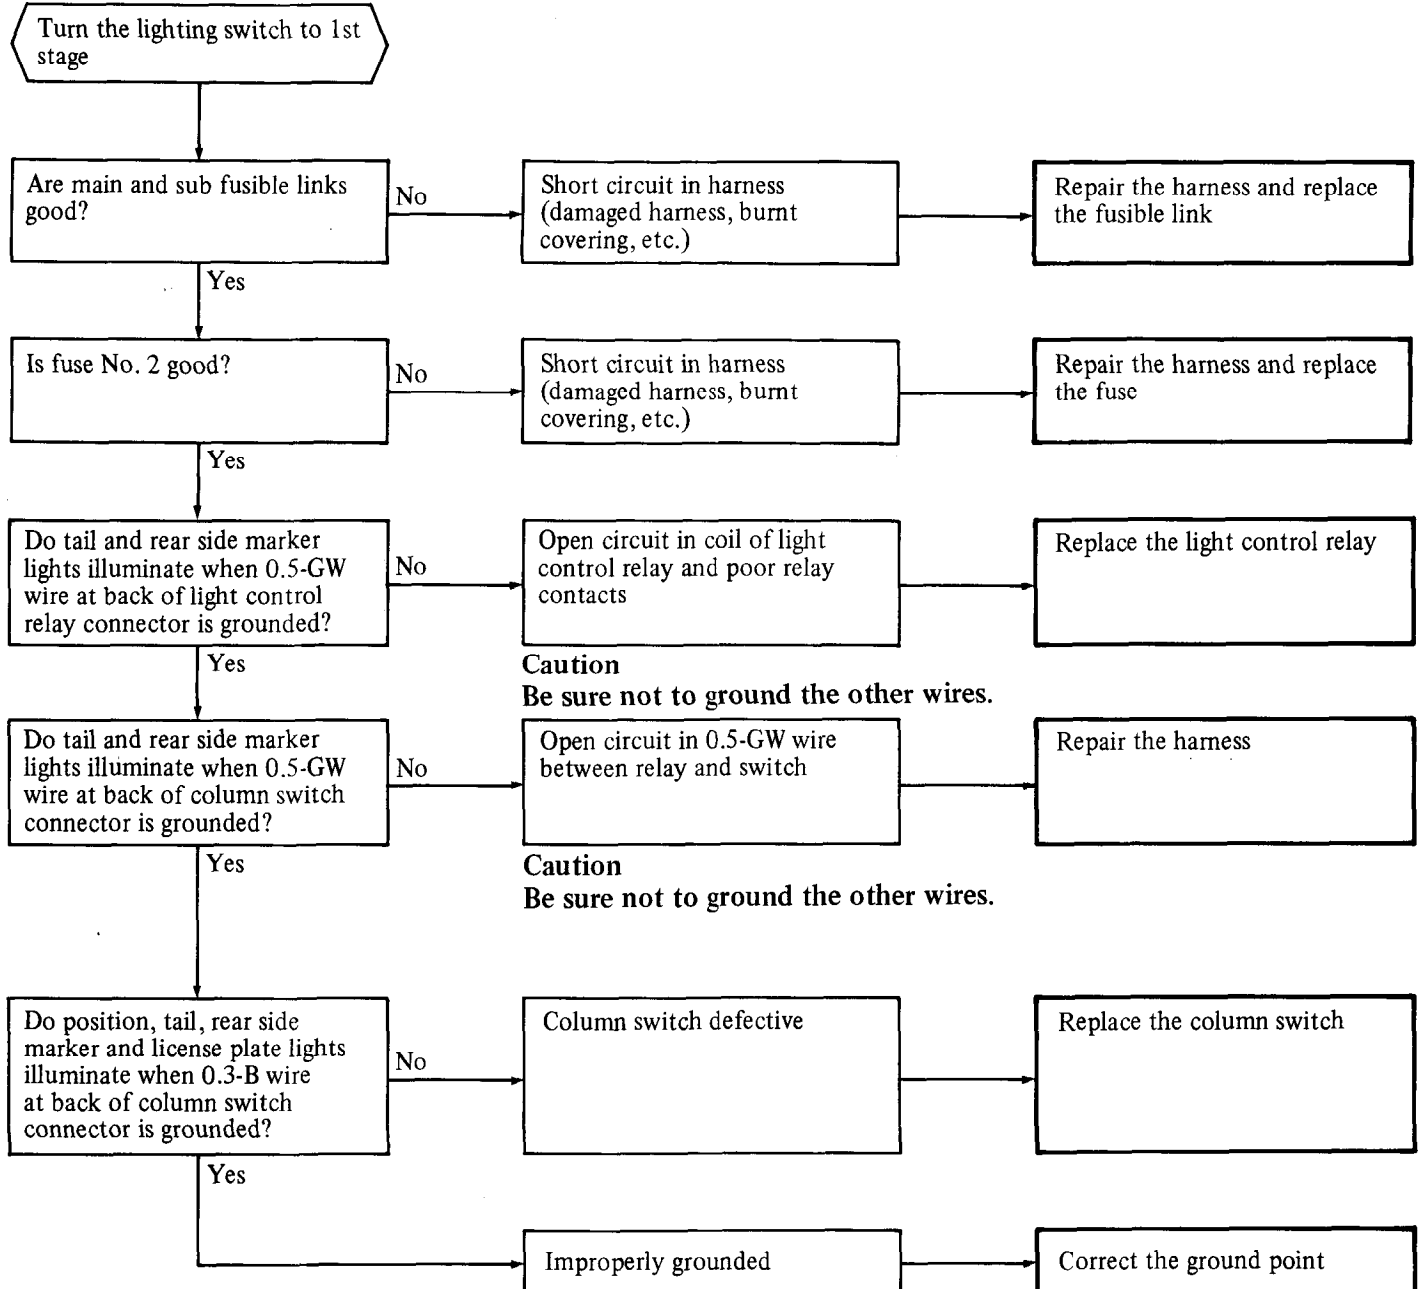 Turn the lighting switch to 1st
stage
Are main and sub fusible links
good?
No
Short circuit in harness
(damaged harness, burnt
covering, etc.)
Repair the harness and replace
the fusible link
Yes
Is fuse No. 2 good?
No
Short circuit in harness
(damaged harness, burnt
covering, etc.)
Repair the harness and replace
the fuse
Yes
Do tail and rear side marker
lights illuminate when 0.5-GW
wire at back of light control
relay connector is grounded?
No
Open circuit in coil of light
control relay and poor relay
contacts
Replace the light control relay
Yes
Caution
Be sure not to ground the other wires.
Do tail and rear side marker
lights illuminate when 0.5-GW
wire at back of column switch
connector is grounded?
No
Open circuit in 0.5-GW wire
between relay and switch
Repair the harness
Yes
Caution
Be sure not to ground the other wires.
Do position, tail, rear side
marker and license plate lights
illuminate when 0.3-B wire
at back of column switch
connector is grounded?
No
Column switch defective
Replace the column switch
Yes
Improperly grounded
Correct the ground point